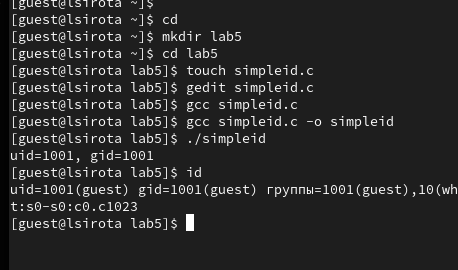 [guest@lsirota ~]$
[guest@lsirota ~]$ cd
[guest@lsirota ~]$ mkdir lab5
[guest@lsirota ~]$ cd lab5
[guest@lsirota lab5]$ touch simpleid.c
[guest@lsirota lab5]$ gedit simpleid.c
[guest@lsirota lab5]$ gcc simpleid.c
[guest@lsirota lab5]$ gcc simpleid.c -o simpleid
[guest@lsirota lab5]$ ./simpleid
uid=1001, gid=1001
[guest@lsirota lab5]$ id
uid=1001(guest) gid=1001(guest) группы=1001(guest),10(wh
t:s0-s0:c0.c1023
[guest@lsirota lab5]$